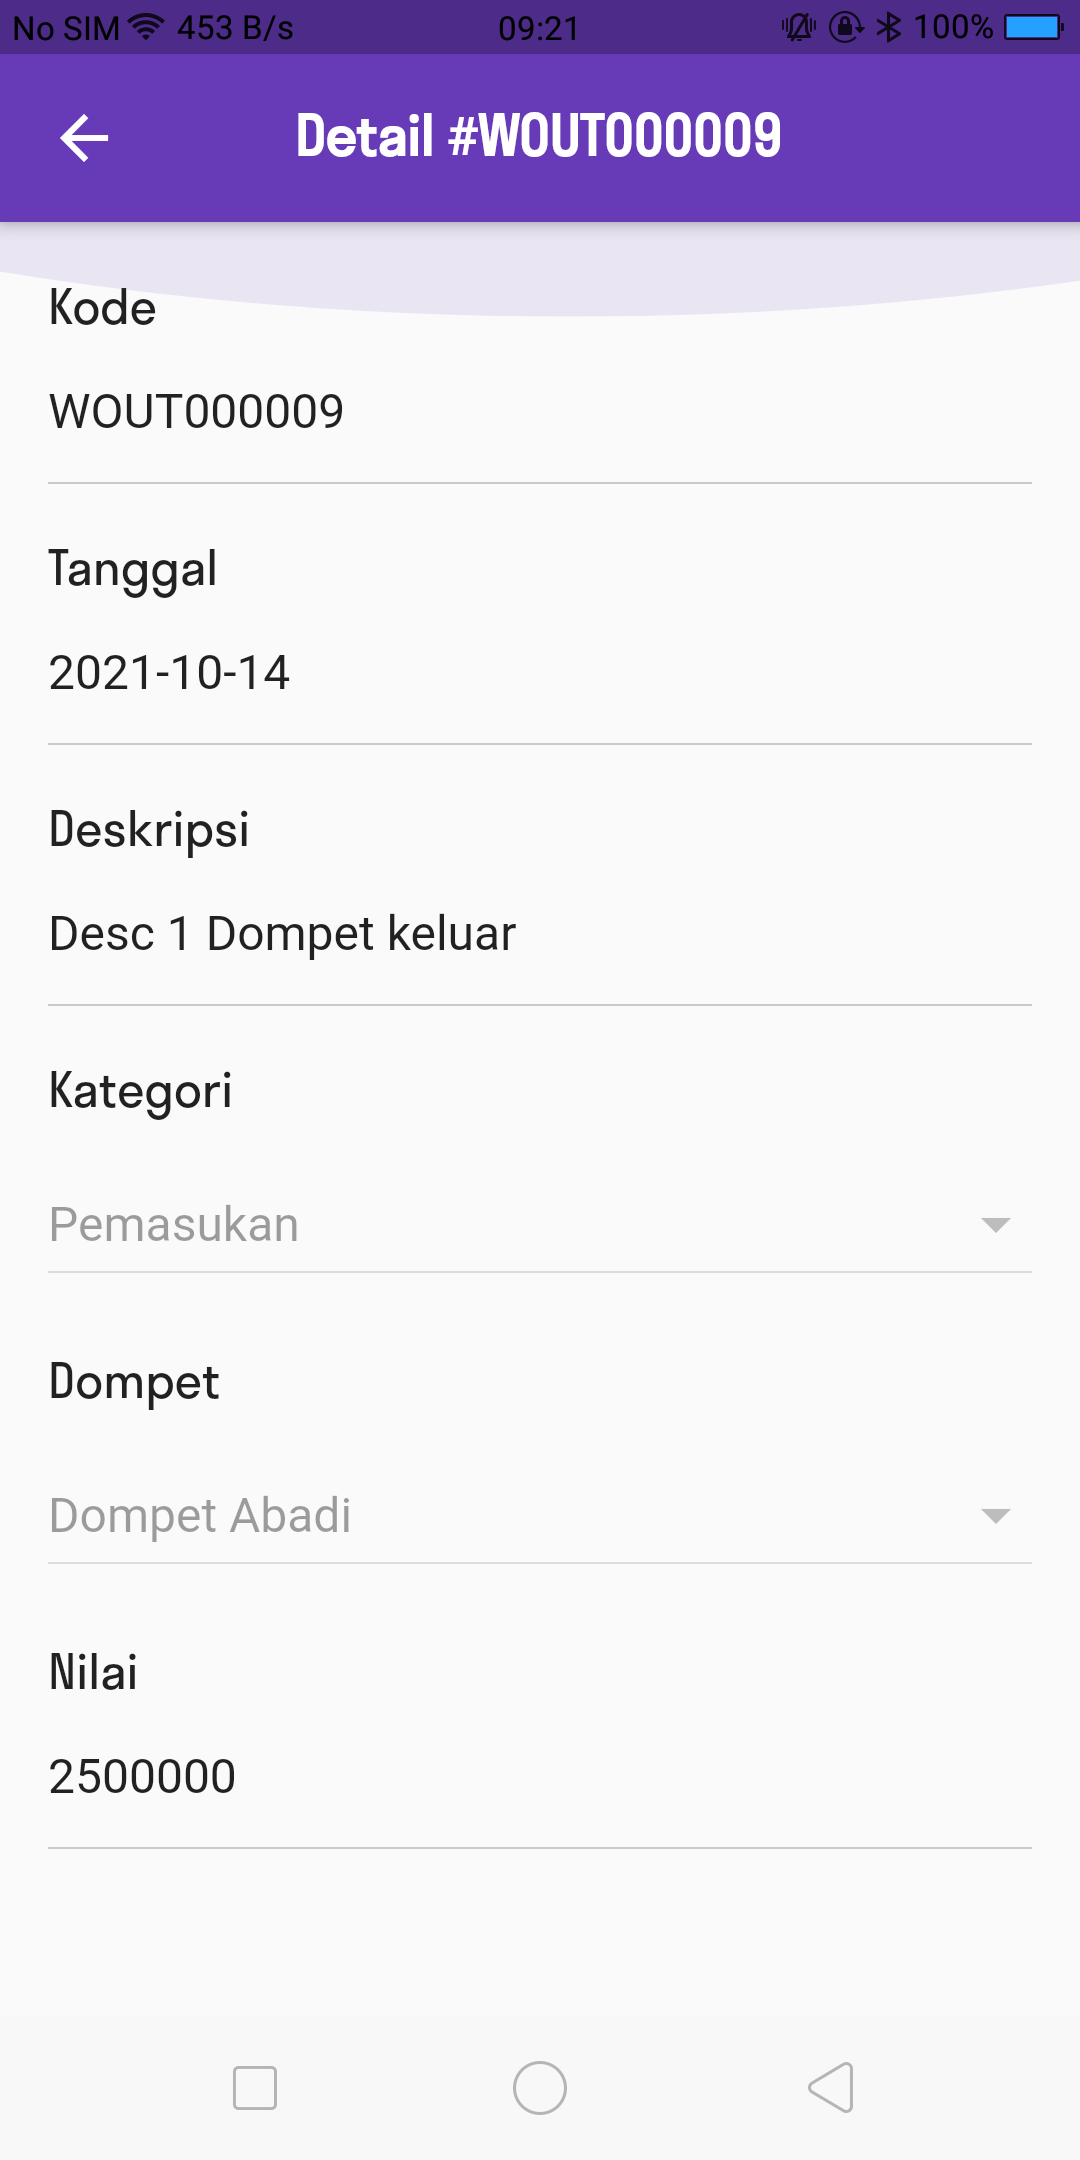 No SIM 453 B/s 09:21 100%
Detail #WOUT000009
Kode
WOUT000009
Tanggal
2021-10-14
Deskripsi
Desc 1 Dompet keluar
Kategori
Pemasukan
Dompet
Dompet Abadi
Nilai
2500000